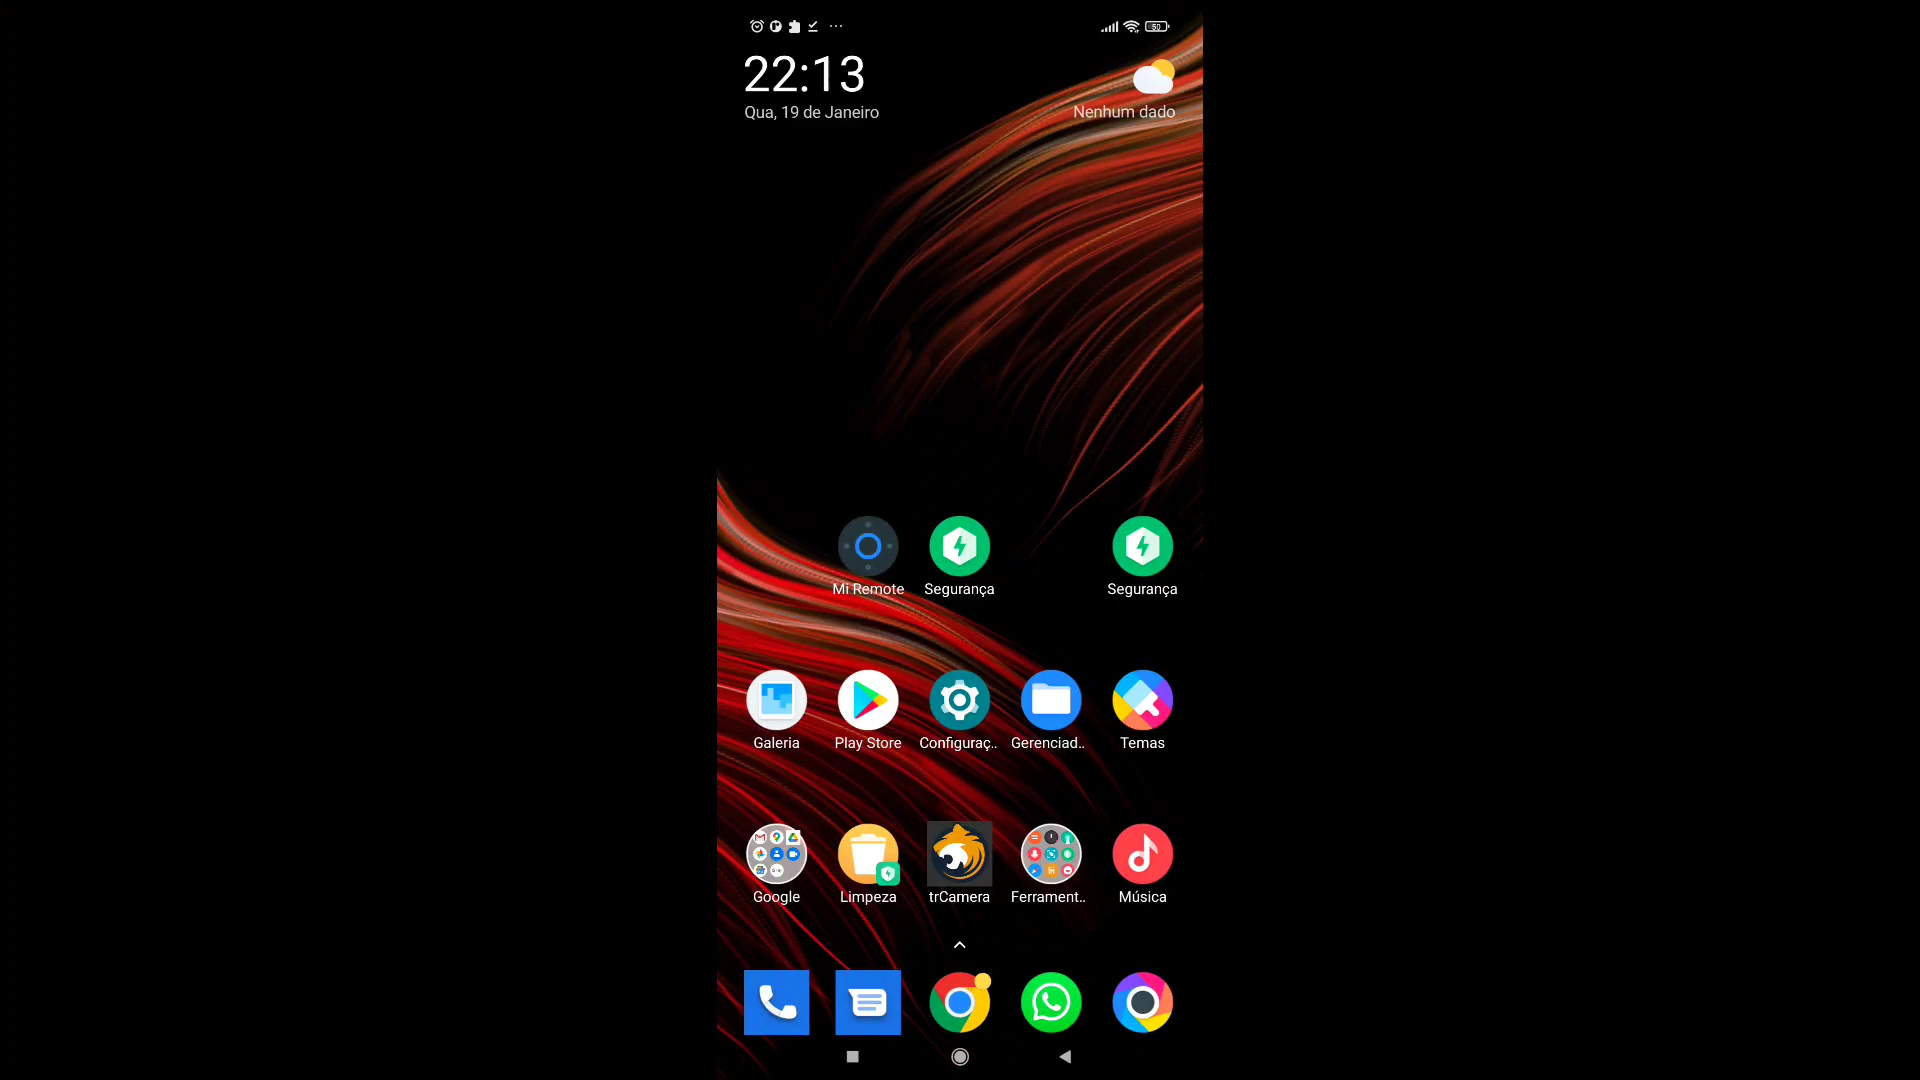 50
22:13
Qua, 19 de Janeiro
Nenhum dado
Mi Remote
Segurança
Segurança
Galeria
Play Store
Configuraç..
Gerenciad..
Temas
Google
Limpeza
trCamera
Ferrament..
Música